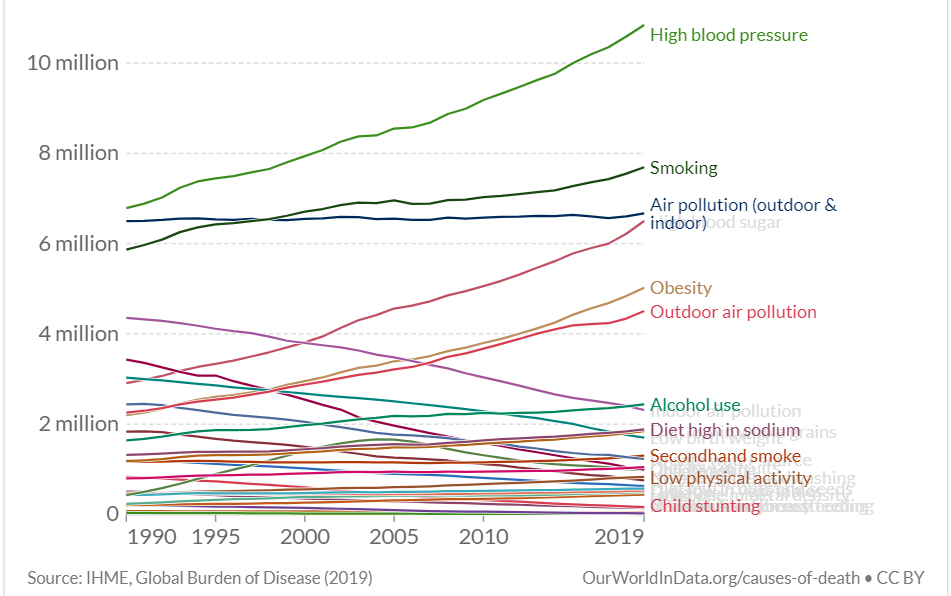 High blood pressure
10 million
8 million
Smoking
Air pollution (outdoor &
indoor)
blood sugar
6 million
Obesity
Outdoor air pollution
4 million
Alcohol use
Indoor air pollution
2 million
Diet high in sodium
grains
Low birth weight
Secondhand smoke
Low physical activity
Child stunting
0
1990 1995 2000 2005 2010 2019
Source: IHME, Global Burden of Disease (2019)
OurWorldInData.org/causes-of-death • CC BY